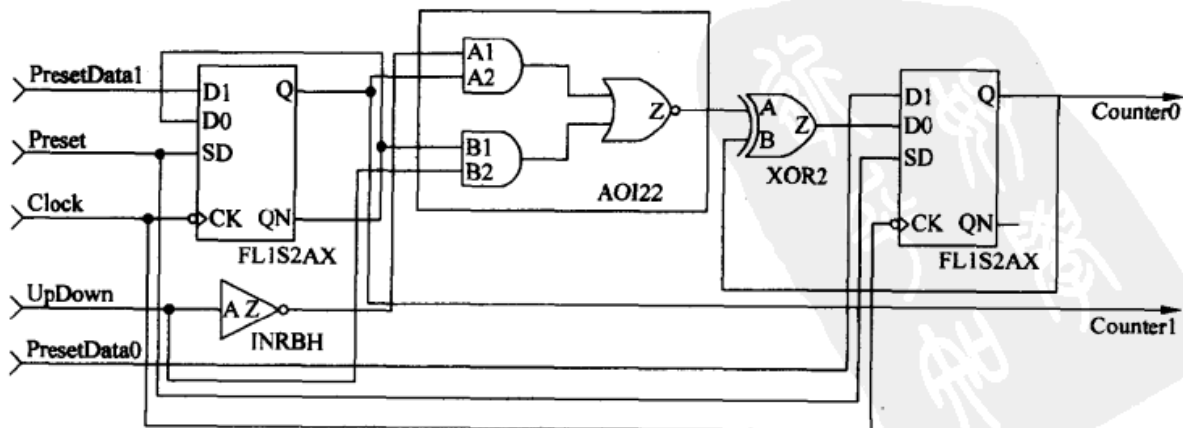 PresetData1
Preset
Clock
UpDown
PresetData0
D1
D0
SD
CK
Q
QN
FL1S2AX
A Z
INRBH
A1
A2
B1
B2
Z
AOI22
A
B
Z
XOR2
D1
D0
SD
CK
Q
QN
FL1S2AX
Counter0
Counter1